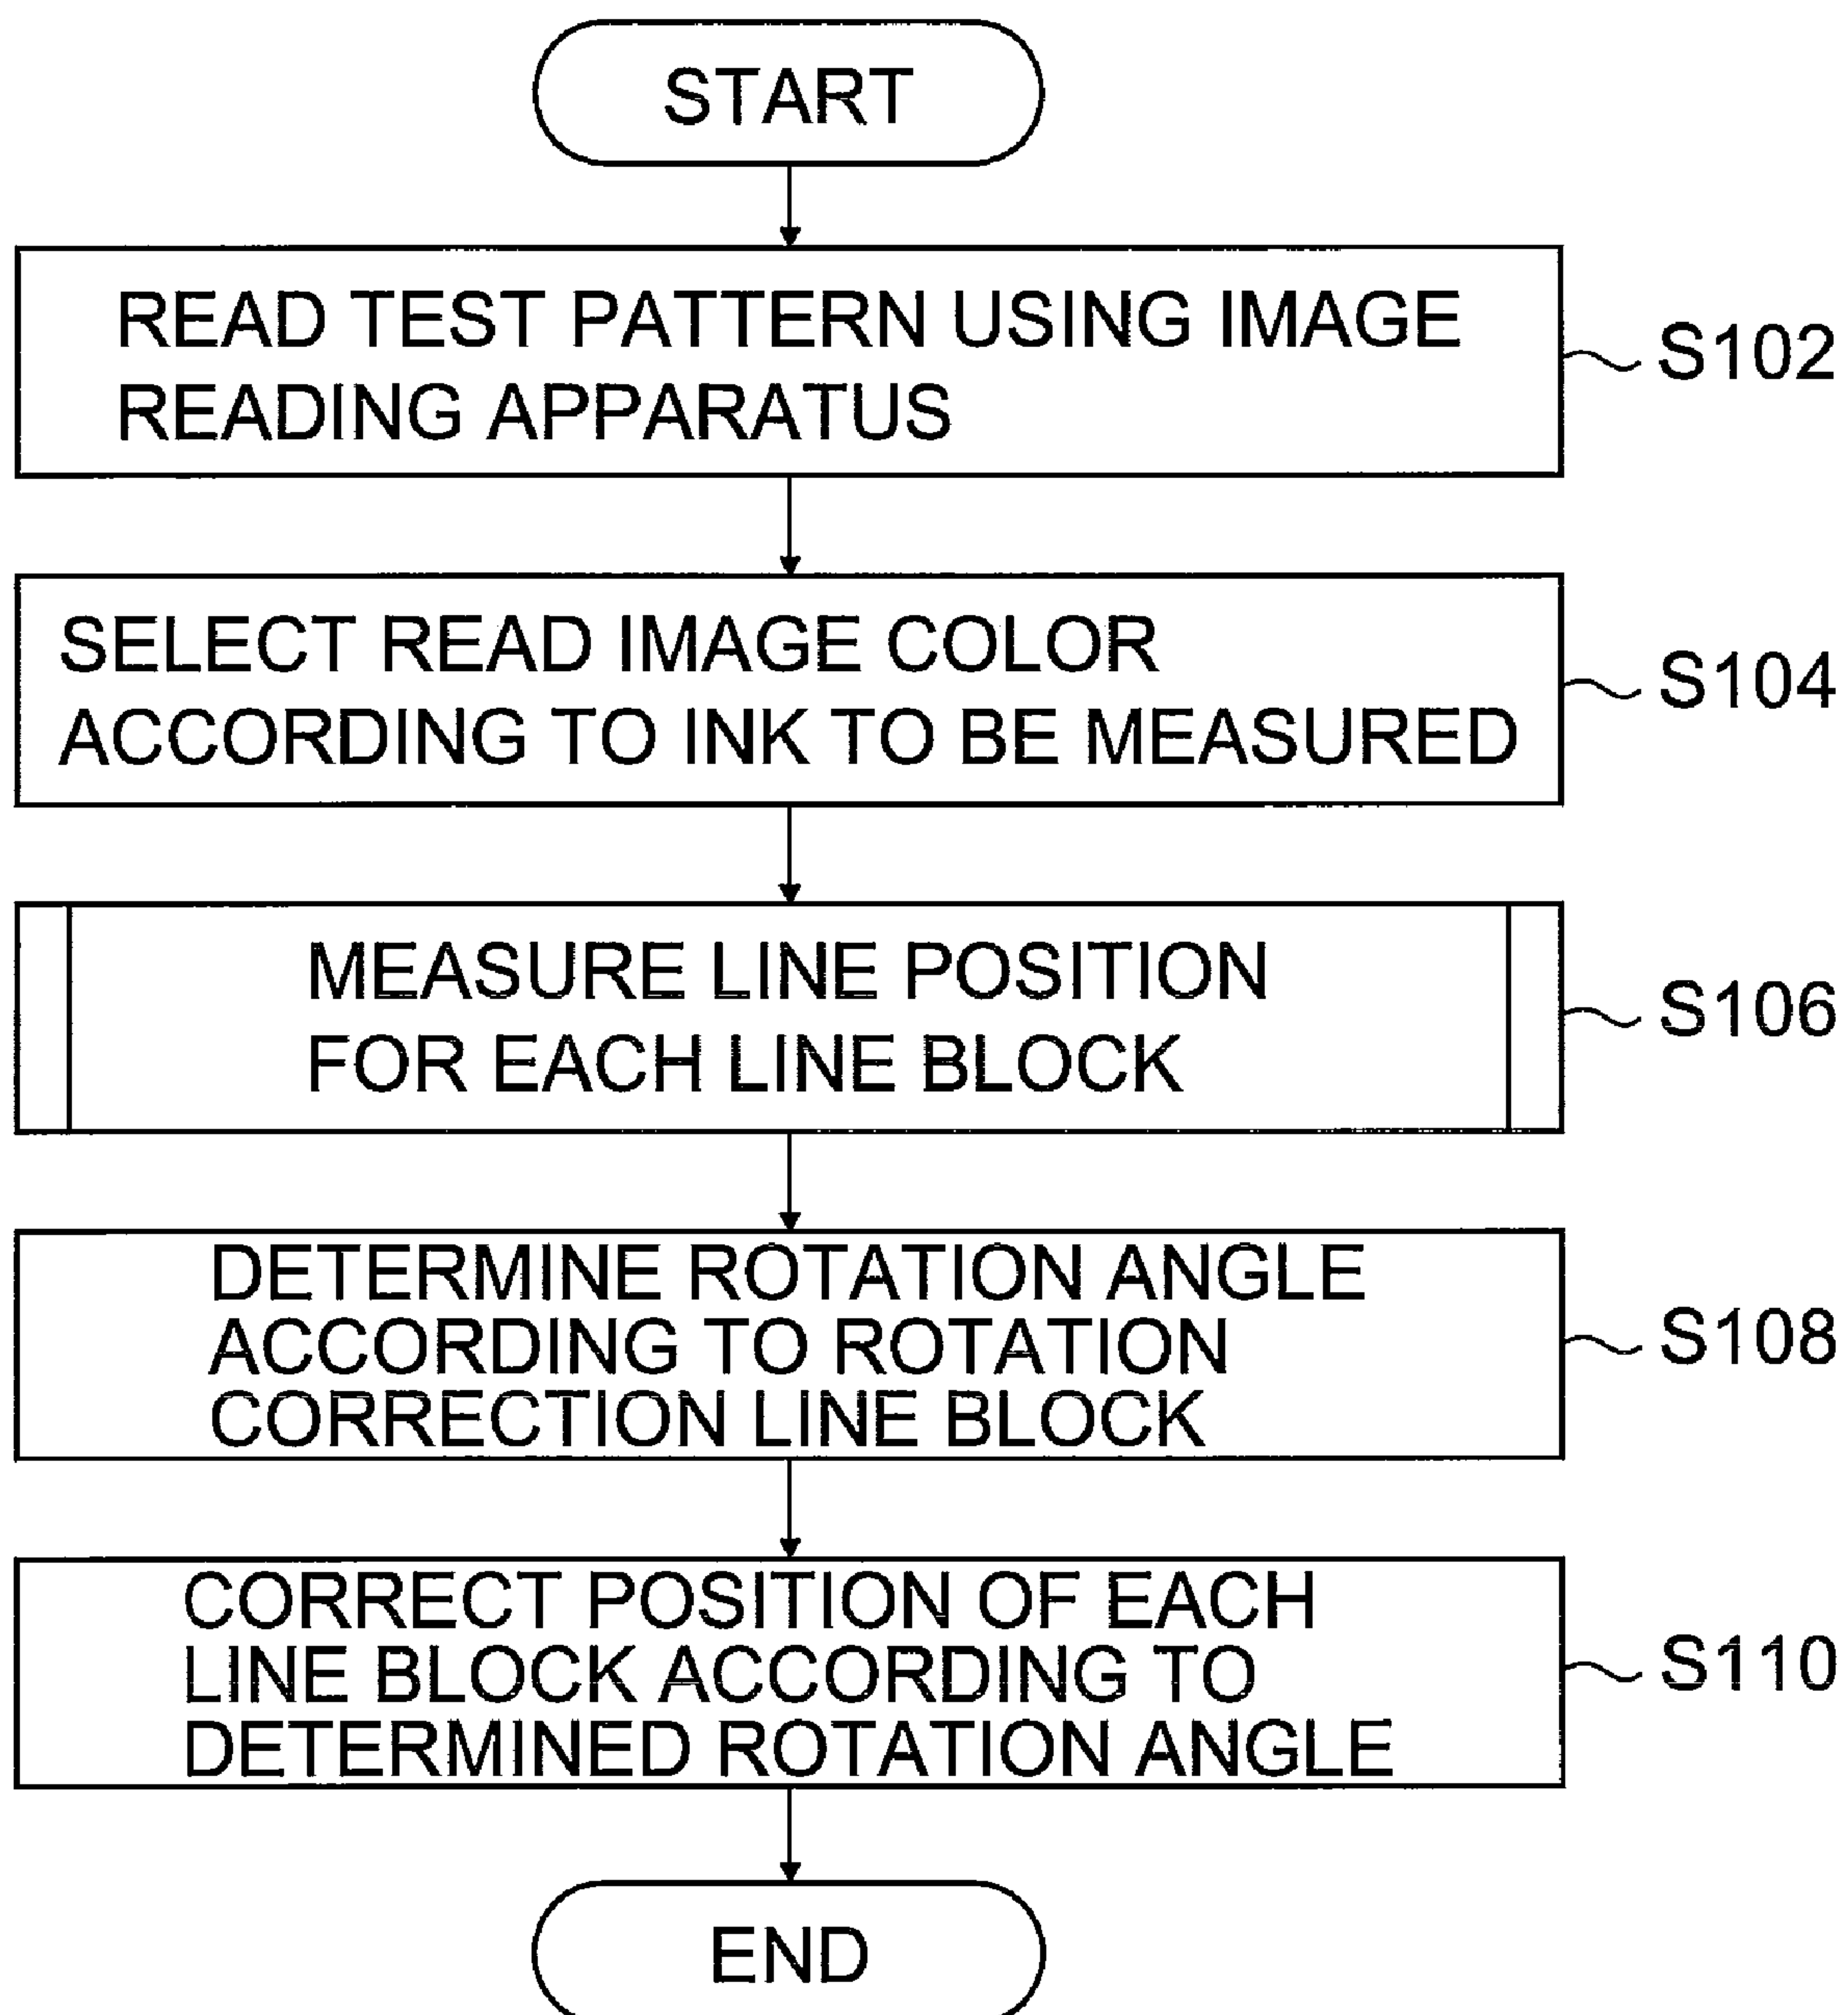 START
READ TEST PATTERN USING IMAGE
READING APPARATUS
S102
SELECT READ IMAGE COLOR
ACCORDING TO INK TO BE MEASURED
S104
MEASURE LINE POSITION
FOR EACH LINE BLOCK
S106
DETERMINE ROTATION ANGLE
ACCORDING TO ROTATION
CORRECTION LINE BLOCK
S108
CORRECT POSITION OF EACH
LINE BLOCK ACCORDING TO
DETERMINED ROTATION ANGLE
S110
END